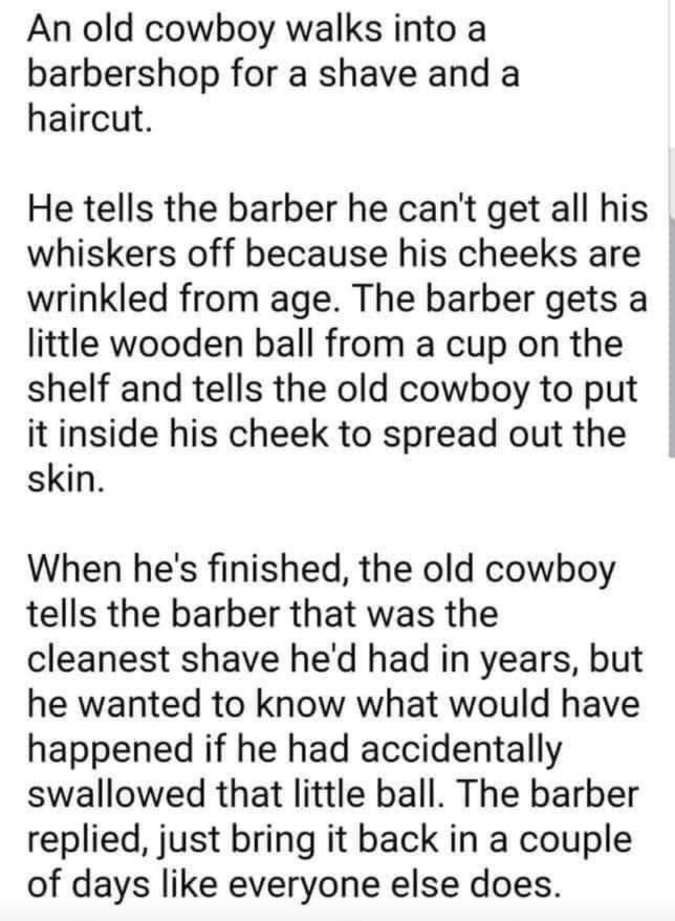 An old cowboy walks into a
barbershop for a shave and a
haircut.
He tells the barber he can't get all his
whiskers off because his cheeks are
wrinkled from age. The barber gets a
little wooden ball from a cup on the
shelf and tells the old cowboy to put
it inside his cheek to spread out the
skin.
When he's finished, the old cowboy
tells the barber that was the
cleanest shave he'd had in years, but
he wanted to know what would have
happened if he had accidentally
swallowed that little ball. The barber
replied, just bring it back in a couple
of days like everyone else does.